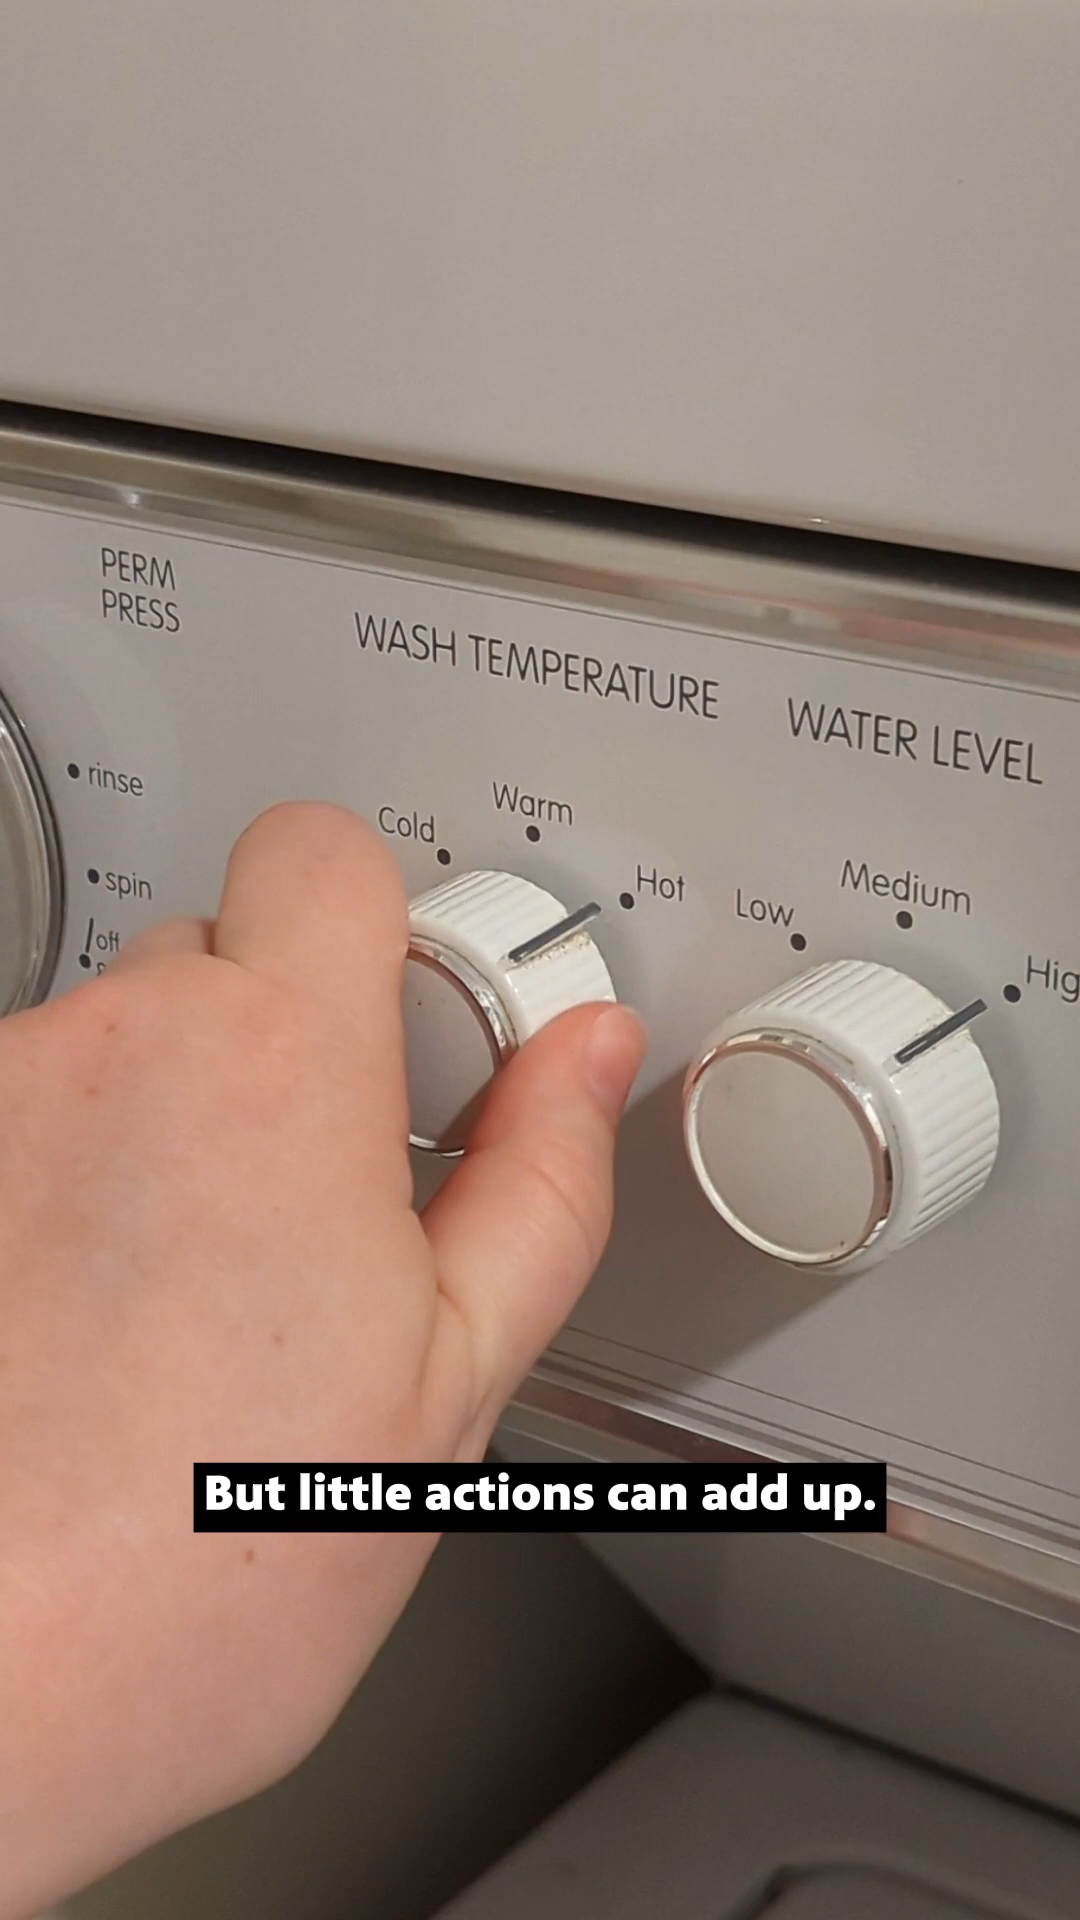 PERM
PRESS
WASH TEMPERATURE
WATER LEVEL
rinse
spin
off
Cold
Warm
Hot
Low
Medium
Hig
But little actions can add up.